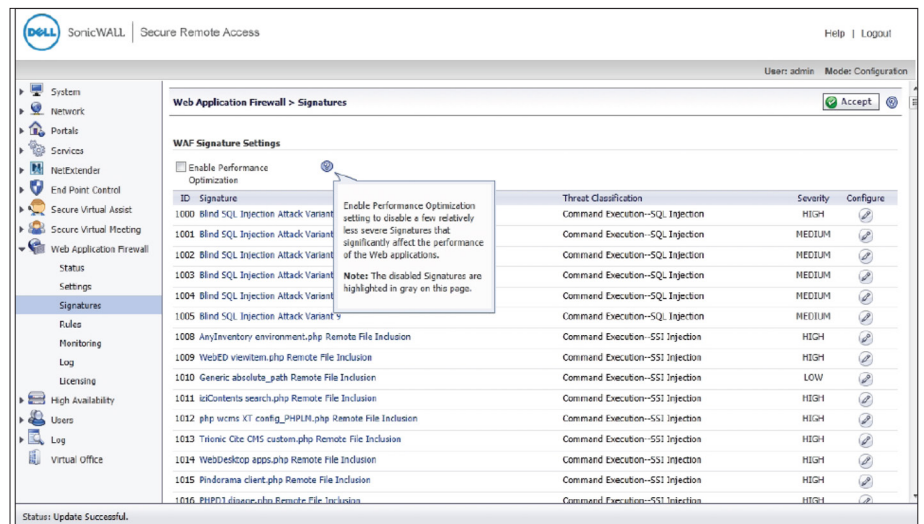 DELL SonicWALL | Secure Remote Access
Help | Logout
User: admin Mode: Configuration
System
Network
Portals
Services
NetExtender
End Point Control
Secure Virtual Assist
Secure Virtual Meeting
Web Application Firewall
Status
Settings
Signatures
Rules
Monitoring
Log
Licensing
High Availability
Users
Log
Virtual Office
Web Application Firewall > Signatures
Accept
WAF Signature Settings
Enable Performance
Optimization
Enable Performance Optimization
setting to disable a few relatively
less severe Signatures that
significantly affect the performance
of the Web applications.
Note: The disabled Signatures are
highlighted in gray on this page.
ID Signature Threat Classification Severity Configure
1000 Blind SQL Injection Attack Variant Command Execution--SQL Injection HIGH
1001 Blind SQL Injection Attack Variant Command Execution--SQL Injection MEDIUM
1002 Blind SQL Injection Attack Variant Command Execution--SQL Injection MEDIUM
1003 Blind SQL Injection Attack Variant Command Execution--SQL Injection MEDIUM
1004 Blind SQL Injection Attack Variant Command Execution--SQL Injection MEDIUM
1005 Blind SQL Injection Attack Variant 9 Command Execution--SQL Injection MEDIUM
1008 AnyInventory environment.php Remote File Inclusion Command Execution--SSI Injection HIGH
1009 WebED viewitem.php Remote File Inclusion Command Execution--SSI Injection HIGH
1010 Generic absolute_path Remote File Inclusion Command Execution--SSI Injection LOW
1011 iziContents search.php Remote File Inclusion Command Execution--SSI Injection HIGH
1012 php wcms XT config_PHPLM.php Remote File Inclusion Command Execution--SSI Injection HIGH
1013 Trionic Cite CMS custom.php Remote File Inclusion Command Execution--SSI Injection HIGH
1014 WebDesktop apps.php Remote File Inclusion Command Execution--SSI Injection HIGH
1015 Pindorama client.php Remote File Inclusion Command Execution--SSI Injection HIGH
1016 Remote File Inclusion Command Execution--SSI Injection HIGH
Status: Update Successful.